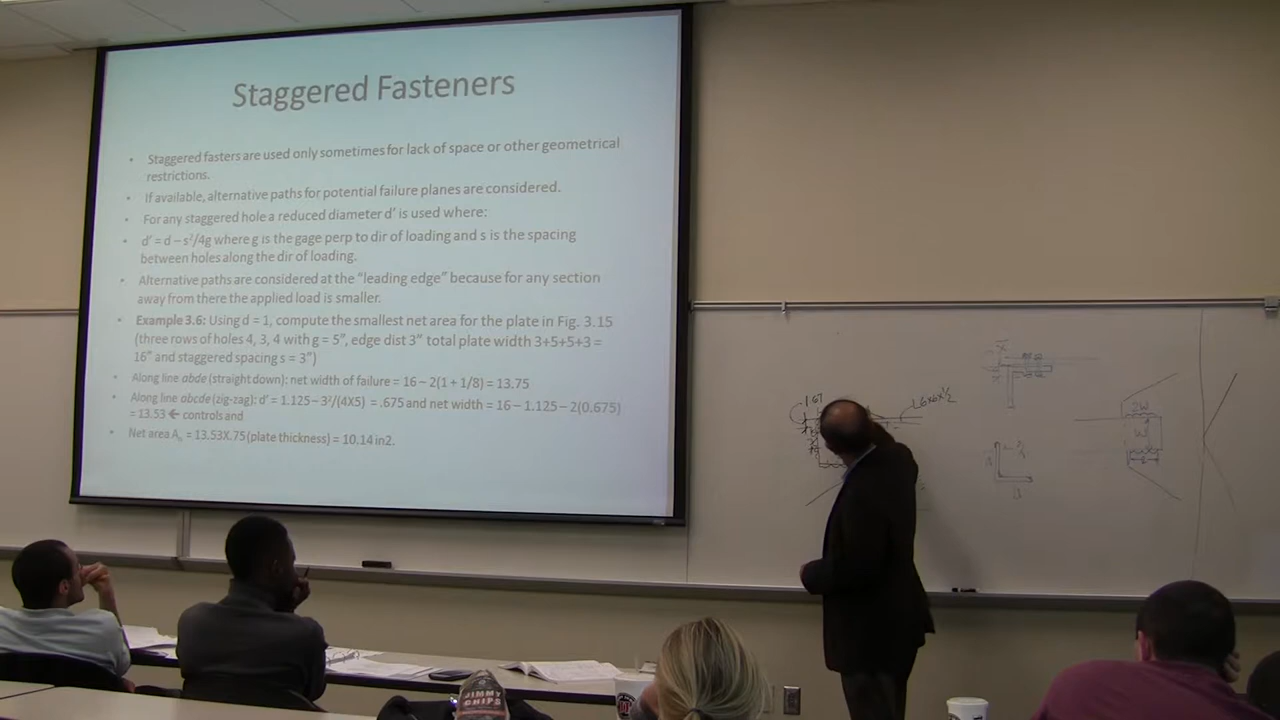 Staggered Fasteners
• Staggered fasters are used only sometimes for lack of space or other geometrical
restrictions.
• If available, alternative paths for potential failure planes are considered.
• For any staggered hole a reduced diameter d' is used where:
• d' = d – s²/4g where g is the gage perp to dir of loading and s is the spacing
between holes along the dir of loading.
• Alternative paths are considered at the "leading edge" because for any section
away from there the applied load is smaller.
• Example 3.6: Using d = 1, compute the smallest net area for the plate in Fig. 3.15
(three rows of holes 4, 3, 4 with g = 5", edge dist 3" total plate width 3+5+5+3 =
16" and staggered spacing s = 3")
• Along line abde (straight down): net width of failure = 16 – 2(1 + 1/8) = 13.75
• Along line abcde (zig-zag): d' = 1.125 – 3²/(4X5) = .675 and net width = 16 – 1.125 – 2(0.675)
= 13.53 ← controls and
• Net area Aₙ = 13.53X.75 (plate thickness) = 10.14 in2.
1.67
L6x6x½
x̄
2W
W
JIMMY
CHIPS